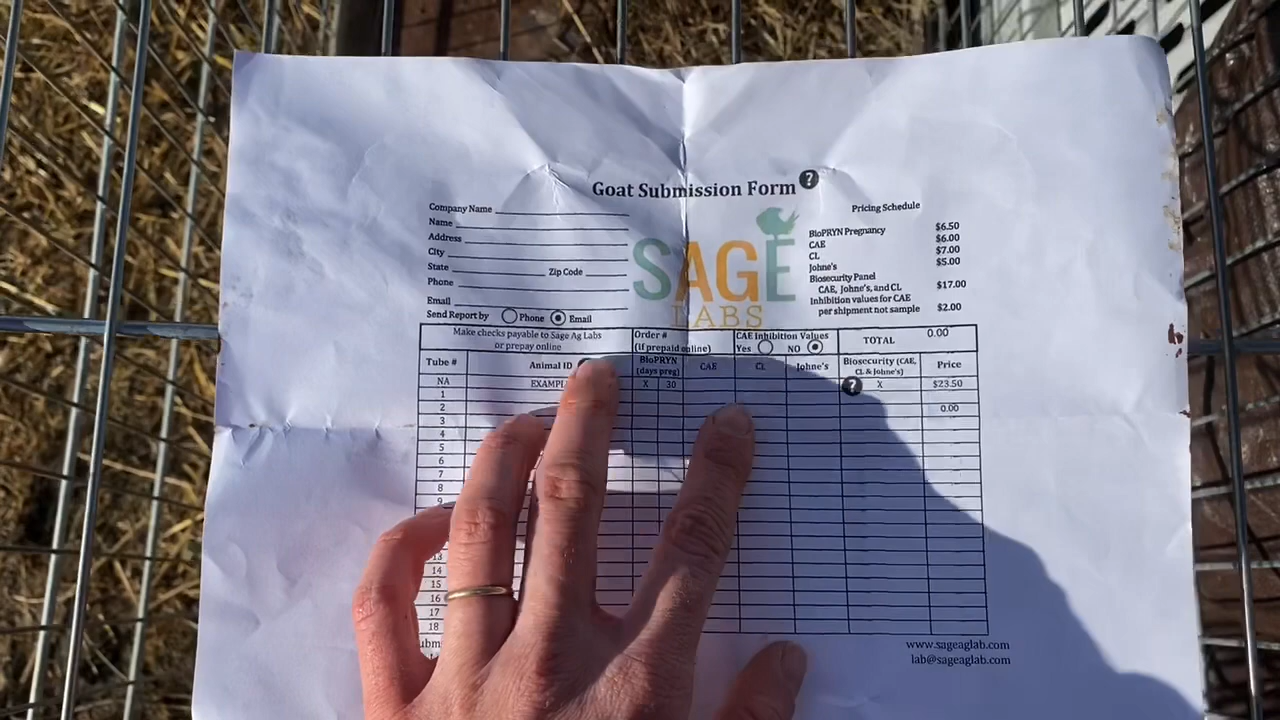 Goat Submission Form ?
Company Name
Name
Address
City
State Zip Code
Phone
Email
Send Report by Phone Email
SAGE
LABS
Pricing Schedule
BioPRYN Pregnancy $6.50
CAE $6.00
CL $7.00
Johne's $5.00
Biosecurity Panel
CAE, Johne's, and CL $17.00
Inhibition values for CAE
per shipment not sample $2.00
Make checks payable to Sage Ag Labs
or prepay online
Order #
(if prepaid online)
CAE Inhibition Values
Yes NO
TOTAL 0.00
Tube # Animal ID BioPRYN (days preg) CAE CL Johne's Biosecurity (CAE, CL & Johne's) Price
NA X 30 ? X $23.50
1
2 0.00
3
4
5
6
7
8
9
13
14
15
16
17
18
www.sageaglab.com
lab@sageaglab.com